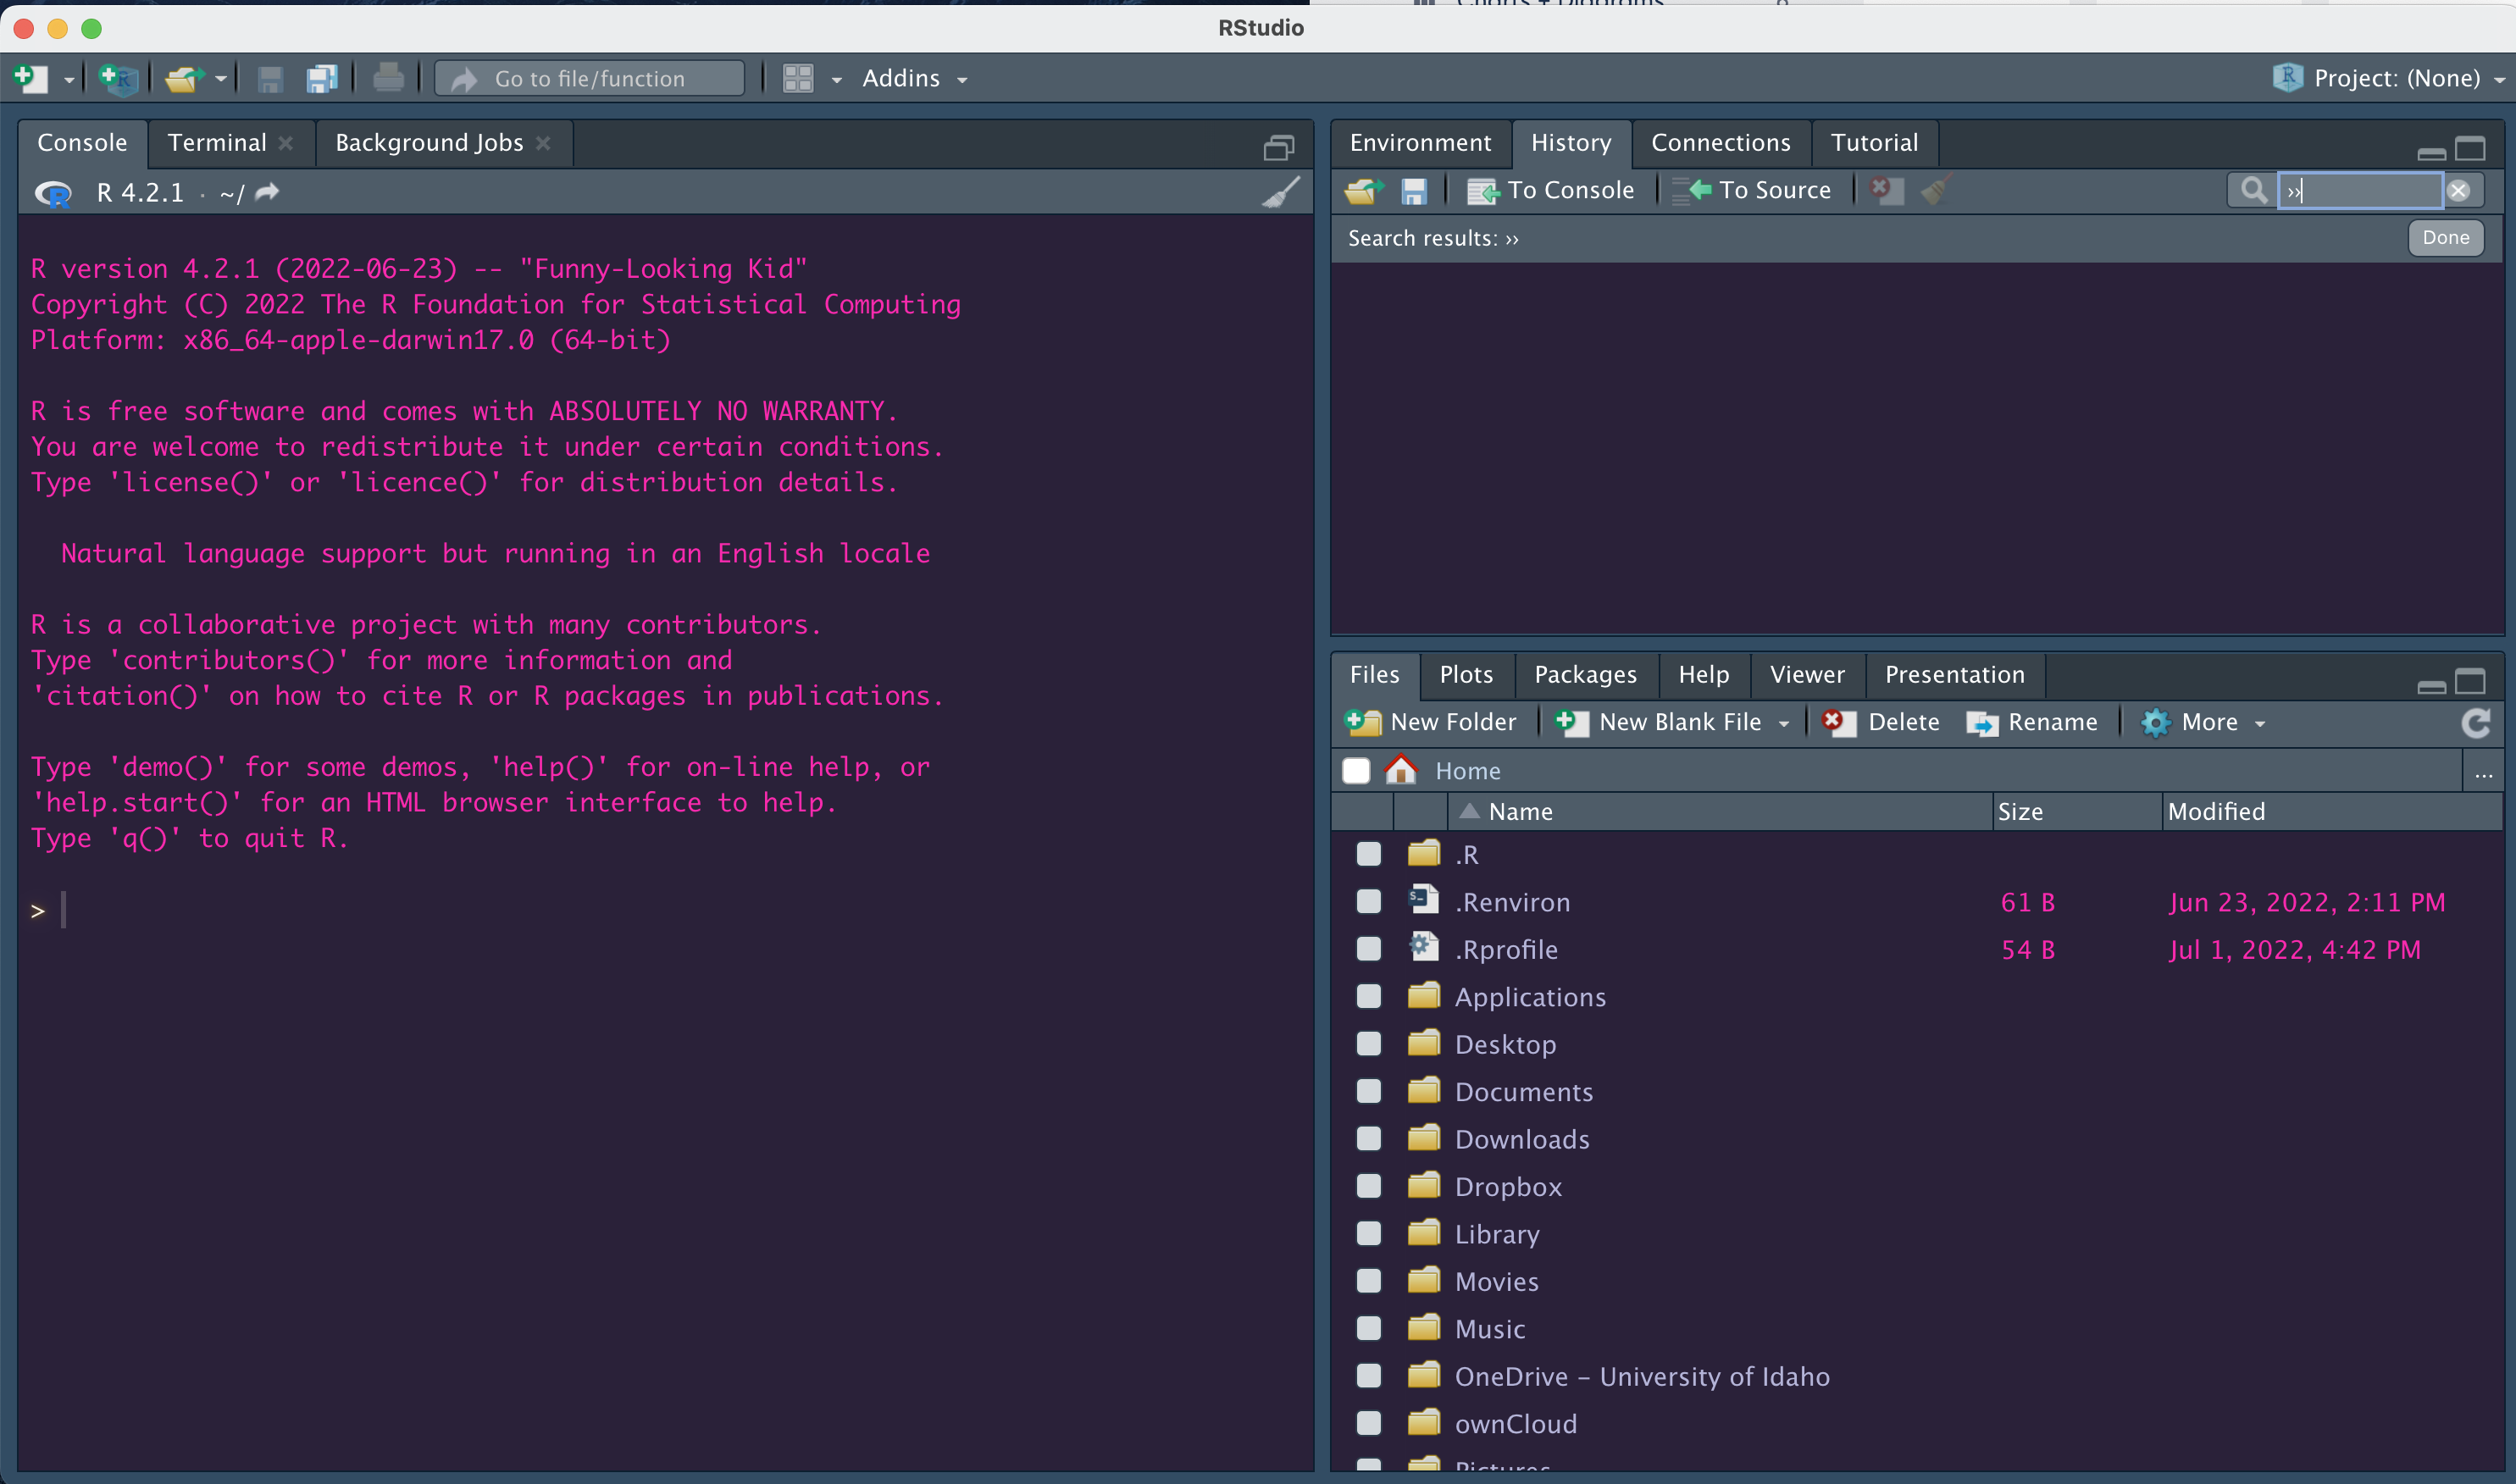 Charts + Diagrams
RStudio
Go to file/function
Addins
Project: (None)
Console
Terminal
Background Jobs
R 4.2.1 · ~/
R version 4.2.1 (2022-06-23) -- "Funny-Looking Kid"
Copyright (C) 2022 The R Foundation for Statistical Computing
Platform: x86_64-apple-darwin17.0 (64-bit)
R is free software and comes with ABSOLUTELY NO WARRANTY.
You are welcome to redistribute it under certain conditions.
Type 'license()' or 'licence()' for distribution details.
Natural language support but running in an English locale
R is a collaborative project with many contributors.
Type 'contributors()' for more information and
'citation()' on how to cite R or R packages in publications.
Type 'demo()' for some demos, 'help()' for on-line help, or
'help.start()' for an HTML browser interface to help.
Type 'q()' to quit R.
>
Environment
History
Connections
Tutorial
To Console
To Source
››
Search results: ››
Done
Files
Plots
Packages
Help
Viewer
Presentation
New Folder
New Blank File
Delete
Rename
More
Home
...
Name Size Modified
.R
.Renviron 61 B Jun 23, 2022, 2:11 PM
.Rprofile 54 B Jul 1, 2022, 4:42 PM
Applications
Desktop
Documents
Downloads
Dropbox
Library
Movies
Music
OneDrive – University of Idaho
ownCloud
Pictures